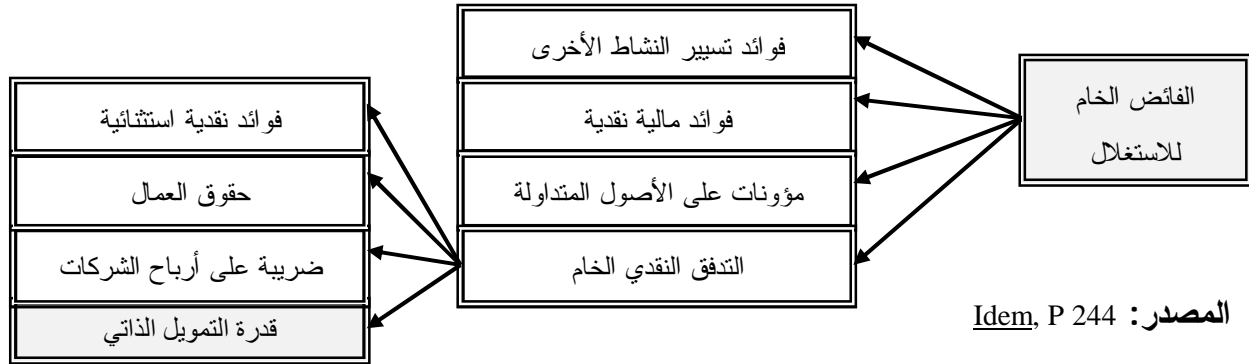 الفائض الخام
للاستغلال
فوائد تسيير النشاط الأخرى
فوائد مالية نقدية
مؤونات على الأصول المتداولة
التدفق النقدي الخام
فوائد نقدية استثنائية
حقوق العمال
ضريبة على أرباح الشركات
قدرة التمويل الذاتي
المصدر: Idem, P 244